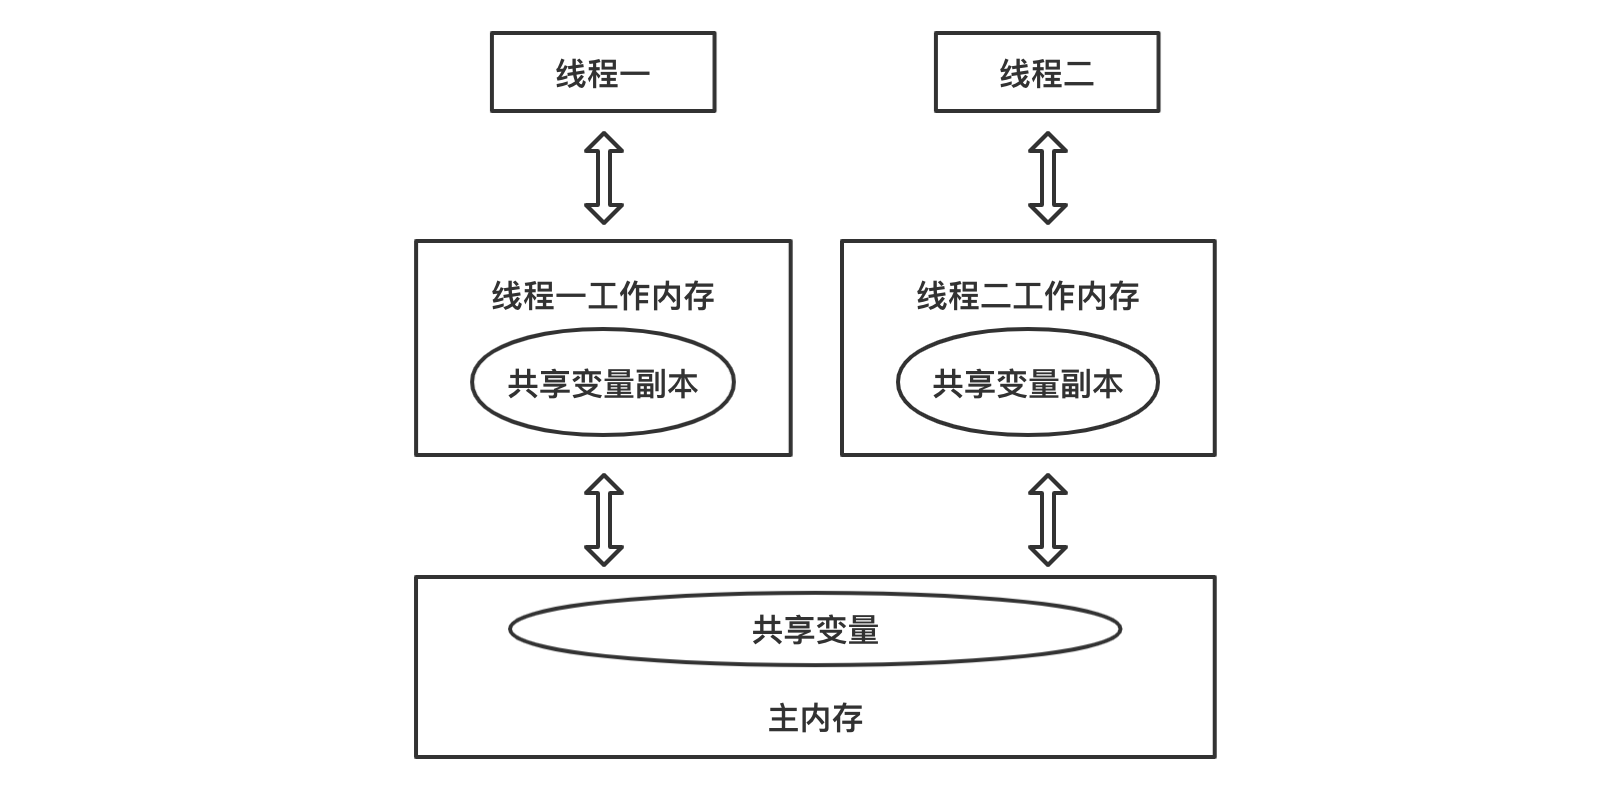 线程一
线程二
线程一工作内存
共享变量副本
线程二工作内存
共享变量副本
共享变量
主内存